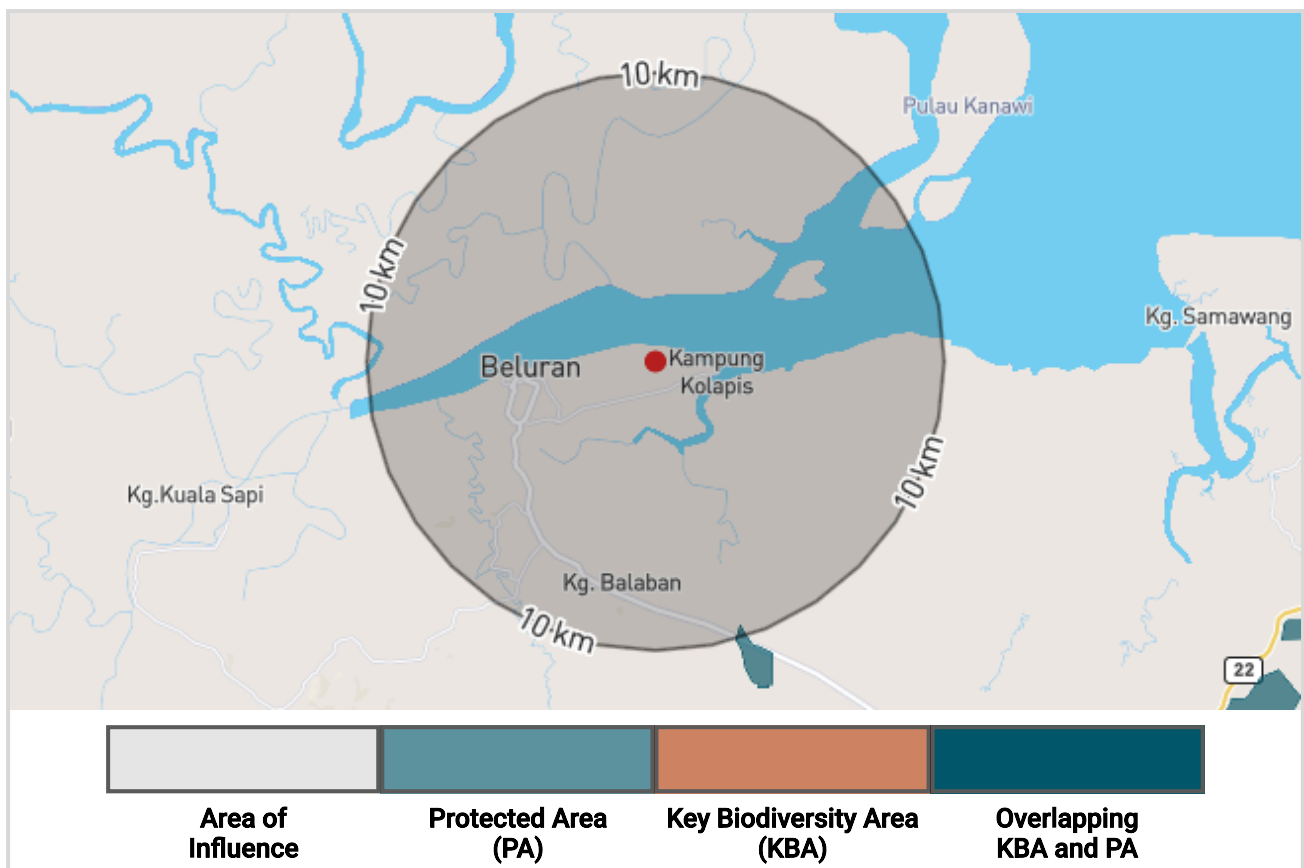 10 km
Pulau Kanawi
10 km
Kg. Samawang
Beluran
Kampung
Kolapis
10 km
Kg.Kuala Sapi
Kg. Balaban
10 km
22
Area of
Influence
Protected Area
(PA)
Key Biodiversity Area
(KBA)
Overlapping
KBA and PA